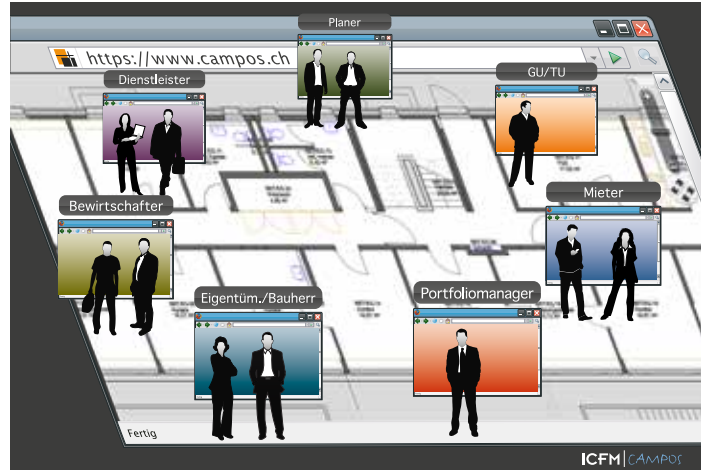 Planer
https://www.campos.ch
Dienstleister
GU/TU
Bewirtschafter
Mieter
Eigentüm./Bauherr
Portfoliomanager
Fertig
ICFM CAMPOS